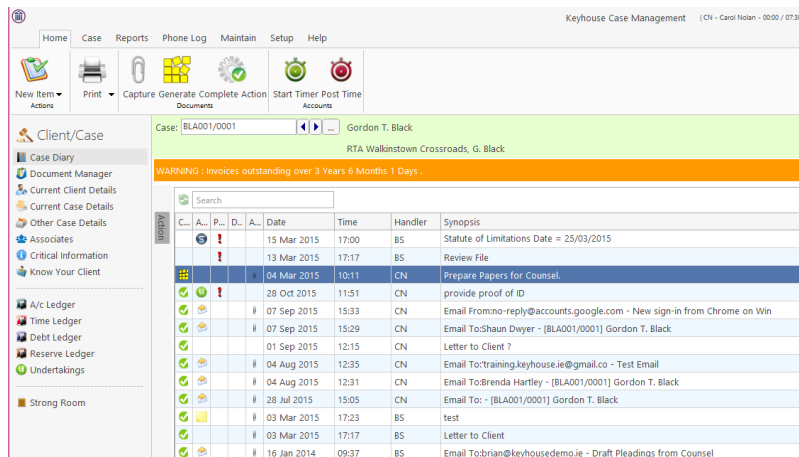 Keyhouse Case Management ( CN - Carol Nolan - 00:00 / 07:30
Home Case Reports Phone Log Maintain Setup Help
New Item Print Capture Generate Complete Action Start Timer Post Time
Actions Documents Accounts
Client/Case
Case Diary
Document Manager
Current Client Details
Current Case Details
Other Case Details
Associates
Critical Information
Know Your Client
A/c Ledger
Time Ledger
Debt Ledger
Reserve Ledger
Undertakings
Strong Room
Case: BLA001/0001 ... Gordon T. Black
RTA Walkinstown Crossroads, G. Black
WARNING : Invoices outstanding over 3 Years 6 Months 1 Days .
Search
Action
C... A... P... D... A... Date Time Handler Synopsis
15 Mar 2015 17:00 BS Statute of Limitations Date = 25/03/2015
13 Mar 2015 17:17 BS Review File
04 Mar 2015 10:11 CN Prepare Papers for Counsel.
28 Oct 2015 11:51 CN provide proof of ID
07 Sep 2015 15:33 CN Email From:no-reply@accounts.google.com - New sign-in from Chrome on Win
07 Sep 2015 15:29 CN Email To:Shaun Dwyer - [BLA001/0001] Gordon T. Black
01 Sep 2015 12:15 CN Letter to Client ?
04 Aug 2015 12:35 CN Email To:'training.keyhouse.ie@gmail.co - Test Email
04 Aug 2015 12:31 CN Email To:Brenda Hartley - [BLA001/0001] Gordon T. Black
28 Jul 2015 15:05 CN Email To: - [BLA001/0001] Gordon T. Black
03 Mar 2015 17:23 BS test
03 Mar 2015 17:17 BS Letter to Client
16 Jan 2014 09:37 BS Email To:brian@keyhousedemo.ie - Draft Pleadings from Counsel